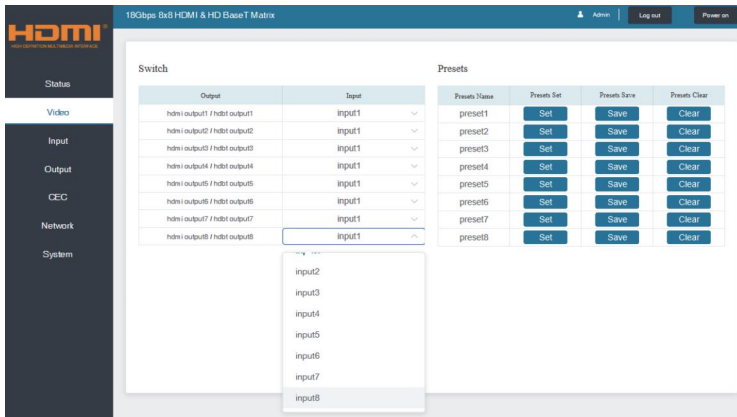 HDMI®
HIGH-DEFINITION MULTIMEDIA INTERFACE
18Gbps 8x8 HDMI & HD BaseT Matrix
Admin
Log out
Power on
Status
Video
Input
Output
CEC
Network
System
Switch
Output Input
hdmi output1 / hdbt output1 input1
hdmi output2 / hdbt output2 input1
hdmi output3 / hdbt output3 input1
hdmi output4 / hdbt output4 input1
hdmi output5 / hdbt output5 input1
hdmi output6 / hdbt output6 input1
hdmi output7 / hdbt output7 input1
hdmi output8 / hdbt output8 input1
input2
input3
input4
input5
input6
input7
input8
Presets
Presets Name Presets Set Presets Save Presets Clear
preset1 Set Save Clear
preset2 Set Save Clear
preset3 Set Save Clear
preset4 Set Save Clear
preset5 Set Save Clear
preset6 Set Save Clear
preset7 Set Save Clear
preset8 Set Save Clear